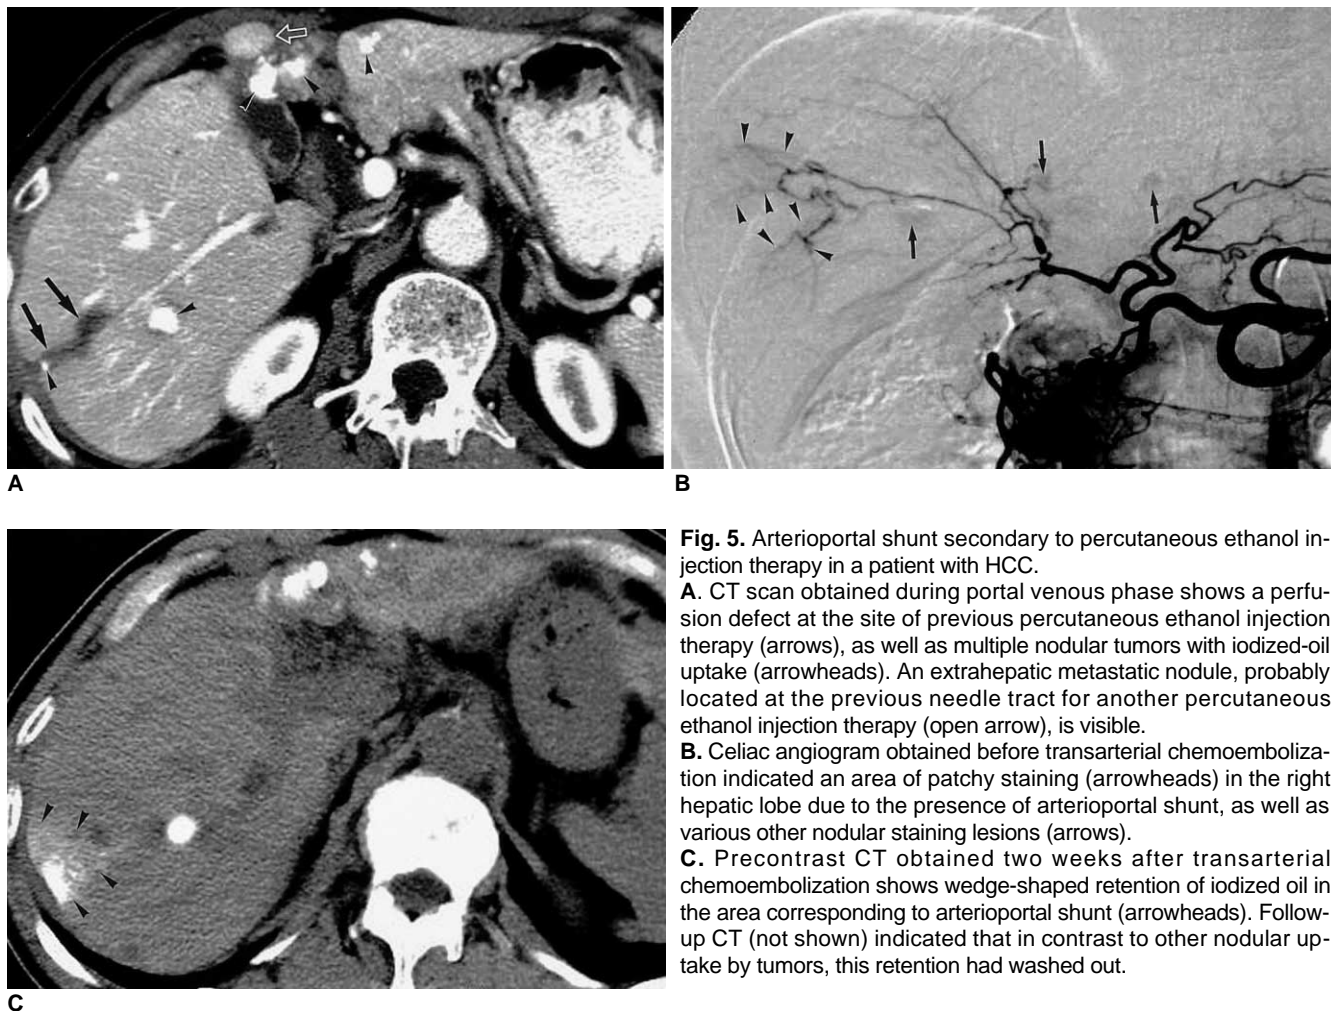 A
B
C
Fig. 5. Arterioportal shunt secondary to percutaneous ethanol in-
jection therapy in a patient with HCC.
A. CT scan obtained during portal venous phase shows a perfu-
sion defect at the site of previous percutaneous ethanol injection
therapy (arrows), as well as multiple nodular tumors with iodized-oil
uptake (arrowheads). An extrahepatic metastatic nodule, probably
located at the previous needle tract for another percutaneous
ethanol injection therapy (open arrow), is visible.
B. Celiac angiogram obtained before transarterial chemoemboliza-
tion indicated an area of patchy staining (arrowheads) in the right
hepatic lobe due to the presence of arterioportal shunt, as well as
various other nodular staining lesions (arrows).
C. Precontrast CT obtained two weeks after transarterial
chemoembolization shows wedge-shaped retention of iodized oil in
the area corresponding to arterioportal shunt (arrowheads). Follow-
up CT (not shown) indicated that in contrast to other nodular up-
take by tumors, this retention had washed out.